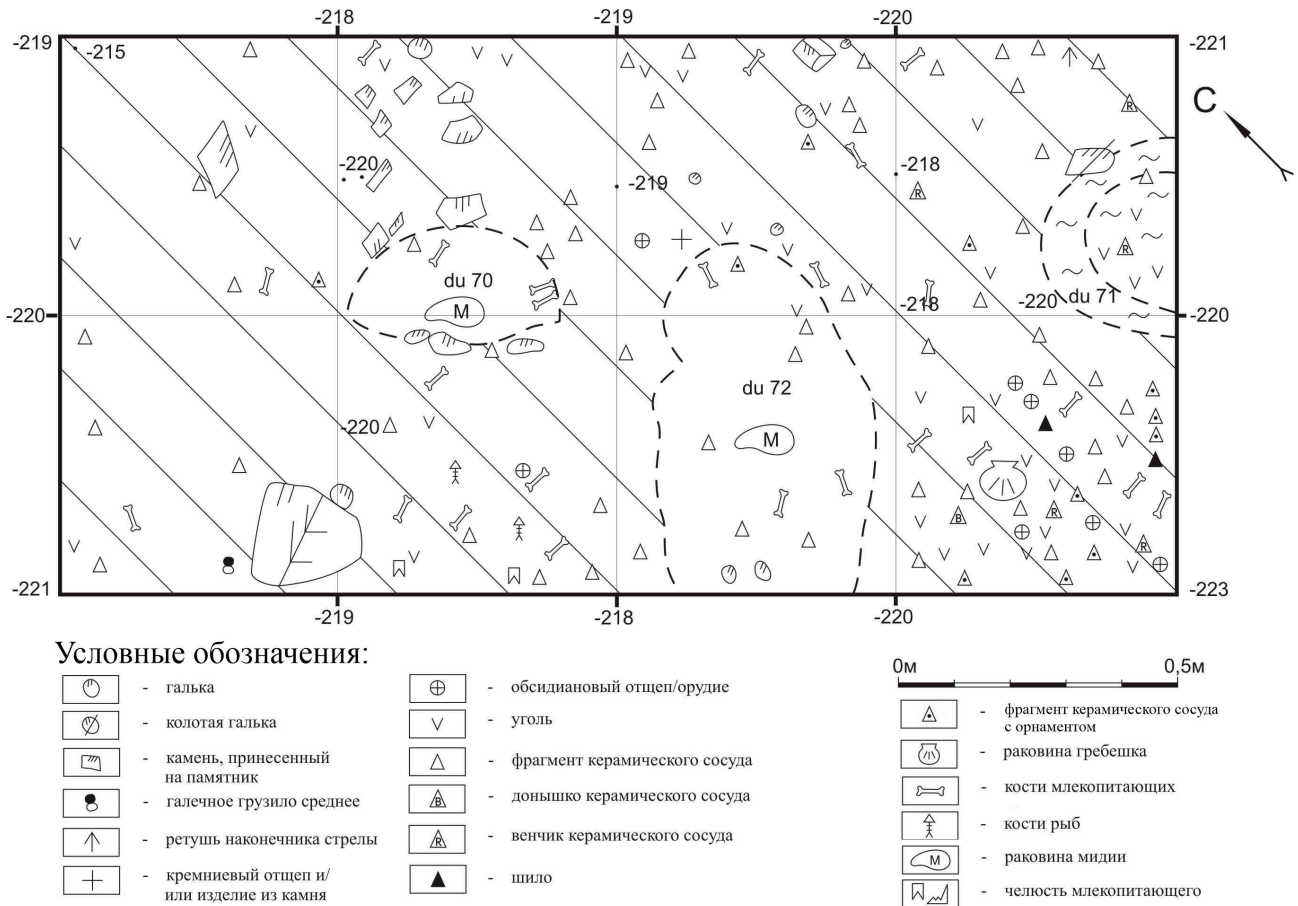 -218 -219 -220
-219 -215 -221
С
-220 -219 -218
du 70 -218 -220 du 71
М
-220 -220
du 72
-220 М
R
R
R
B R
R
-221 -223
-219 -218 -220
Условные обозначения:
0м 0,5м
- галька
- колотая галька
- камень, принесенный
на памятник
- галечное грузило среднее
- ретушь наконечника стрелы
- кремниевый отщеп и/
или изделие из камня
- обсидиановый отщеп/орудие
- уголь
- фрагмент керамического сосуда
B - донышко керамического сосуда
R - венчик керамического сосуда
- шило
- фрагмент керамического сосуда
с орнаментом
- раковина гребешка
- кости млекопитающих
- кости рыб
М - раковина мидии
- челюсть млекопитающего